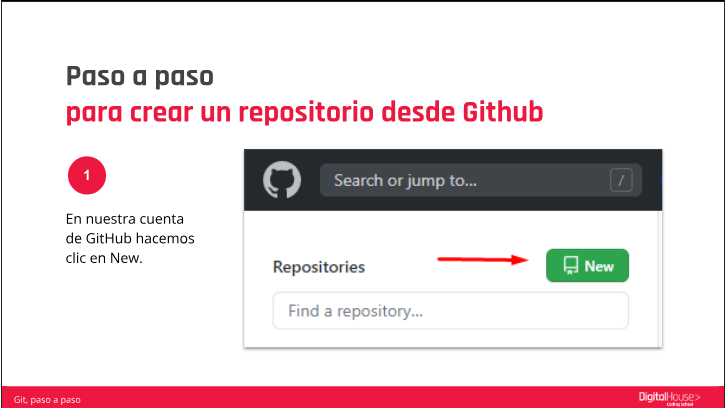 Paso a paso
para crear un repositorio desde Github
1
En nuestra cuenta
de GitHub hacemos
clic en New.
Search or jump to...
/
Repositories
New
Find a repository...
Git, paso a paso
DigitalHouse>
Coding School